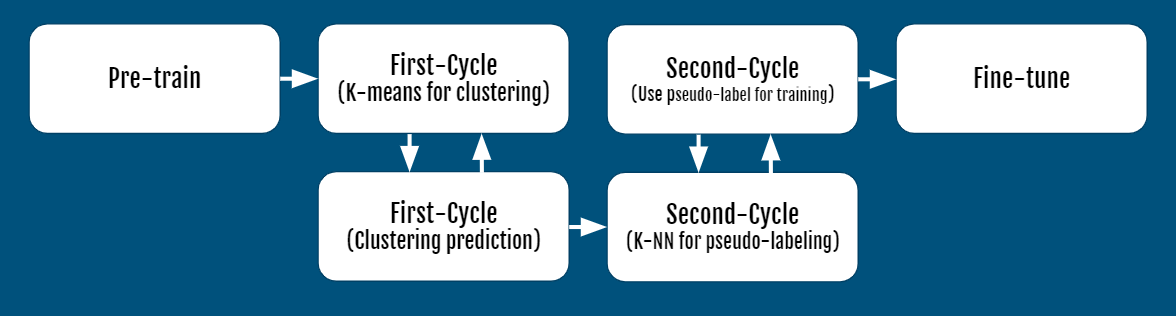 Pre-train
First-Cycle
(K-means for clustering)
Second-Cycle
(Use pseudo-label for training)
Fine-tune
First-Cycle
(Clustering prediction)
Second-Cycle
(K-NN for pseudo-labeling)